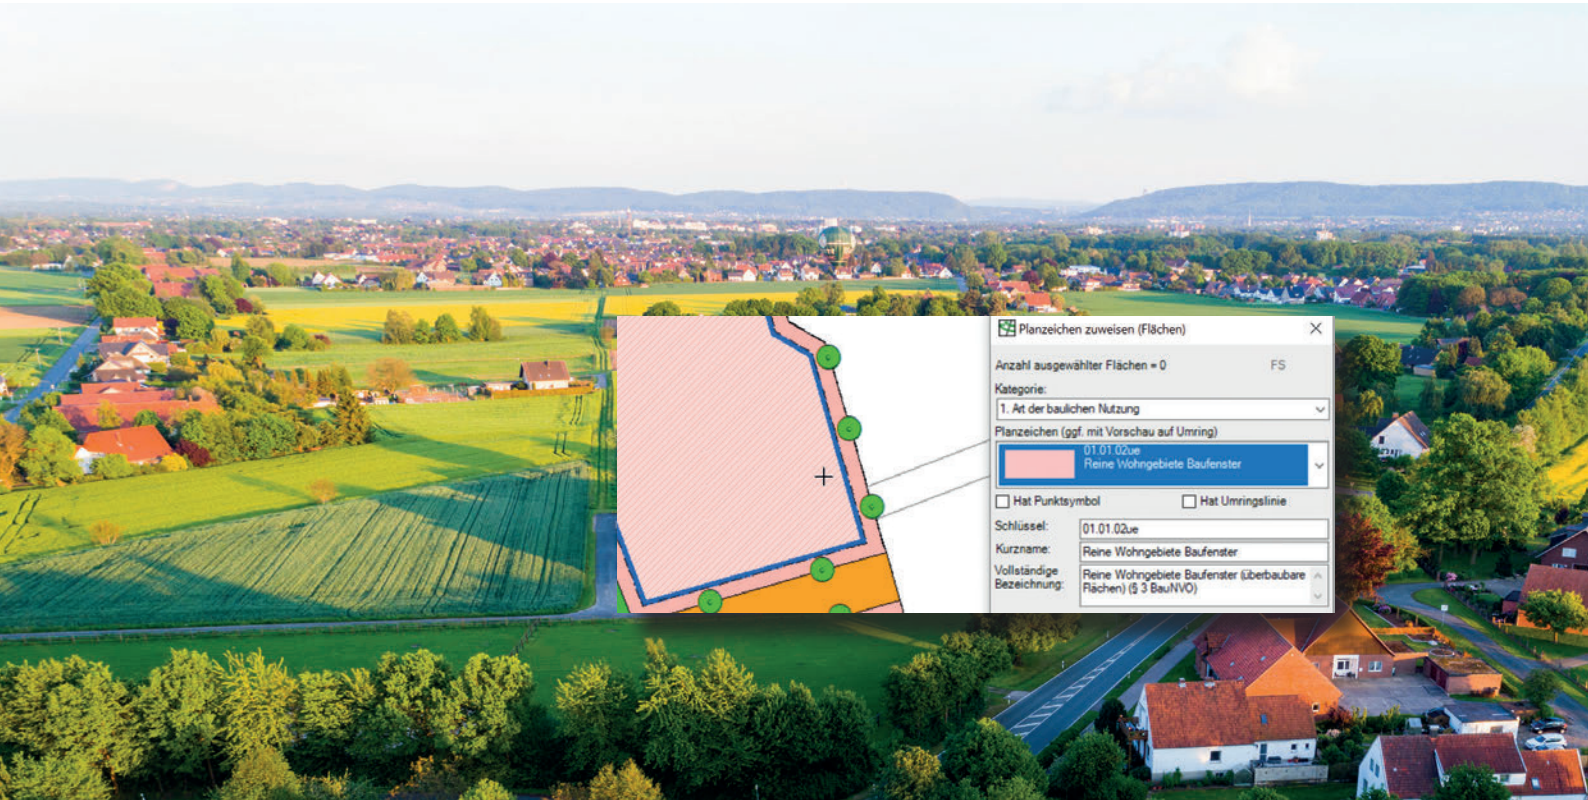 Planzeichen zuweisen (Flächen)
Anzahl ausgewählter Flächen = 0 FS
Kategorie:
1. Art der baulichen Nutzung
Planzeichen (ggf. mit Vorschau auf Umring)
01.01.02ue
Reine Wohngebiete Baufenster
Hat Punktsymbol Hat Umringslinie
Schlüssel: 01.01.02ue
Kurzname: Reine Wohngebiete Baufenster
Vollständige Bezeichnung: Reine Wohngebiete Baufenster (überbaubare
Flächen) (§ 3 BauNVO)